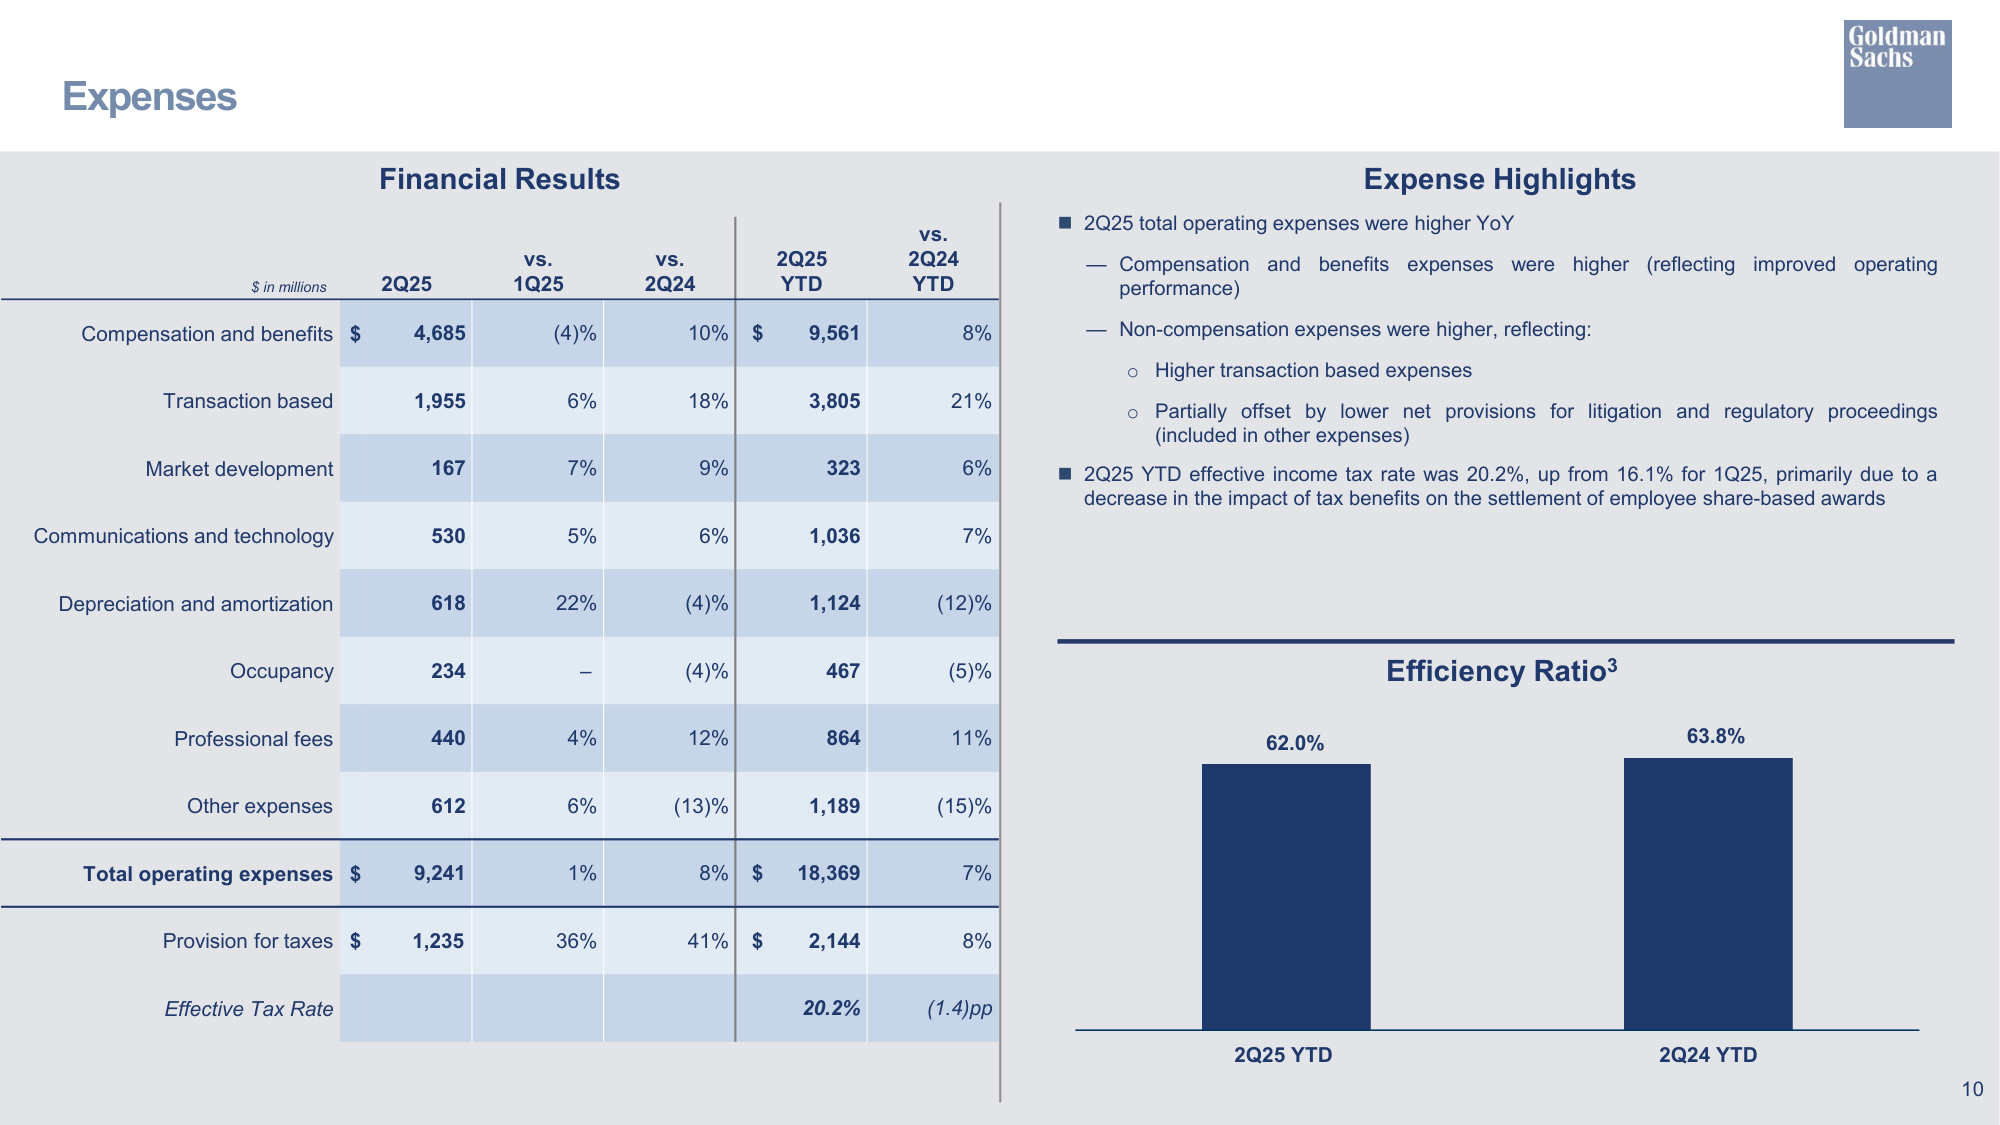 Goldman
Sachs
Expenses
Financial Results
$ in millions 2Q25 vs. 1Q25 vs. 2Q24 2Q25 YTD vs. 2Q24 YTD
Compensation and benefits $ 4,685 (4)% 10% $ 9,561 8%
Transaction based 1,955 6% 18% 3,805 21%
Market development 167 7% 9% 323 6%
Communications and technology 530 5% 6% 1,036 7%
Depreciation and amortization 618 22% (4)% 1,124 (12)%
Occupancy 234 – (4)% 467 (5)%
Professional fees 440 4% 12% 864 11%
Other expenses 612 6% (13)% 1,189 (15)%
Total operating expenses $ 9,241 1% 8% $ 18,369 7%
Provision for taxes $ 1,235 36% 41% $ 2,144 8%
Effective Tax Rate 20.2% (1.4)pp
Expense Highlights
■ 2Q25 total operating expenses were higher YoY
— Compensation and benefits expenses were higher (reflecting improved operating
performance)
— Non-compensation expenses were higher, reflecting:
○ Higher transaction based expenses
○ Partially offset by lower net provisions for litigation and regulatory proceedings
(included in other expenses)
■ 2Q25 YTD effective income tax rate was 20.2%, up from 16.1% for 1Q25, primarily due to a
decrease in the impact of tax benefits on the settlement of employee share-based awards
Efficiency Ratio³
62.0% 63.8%
2Q25 YTD 2Q24 YTD
10